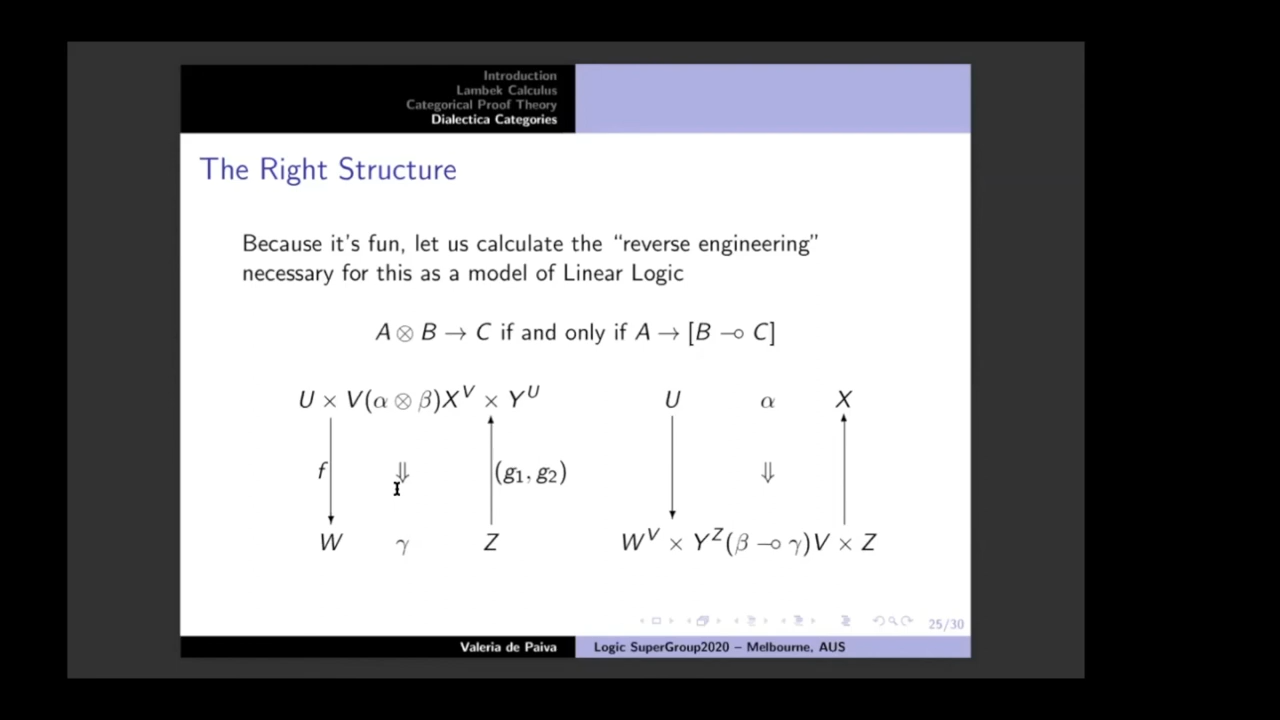 Introduction
Lambek Calculus
Categorical Proof Theory
Dialectica Categories
The Right Structure
Because it's fun, let us calculate the “reverse engineering”
necessary for this as a model of Linear Logic
A ⊗ B → C if and only if A → [B ⊸ C]
U × V(α ⊗ β)X^V × Y^U U α X
f ⇓ (g₁, g₂) ⇓
W γ Z W^V × Y^Z(β ⊸ γ)V × Z
25/30
Valeria de Paiva Logic SuperGroup2020 – Melbourne, AUS